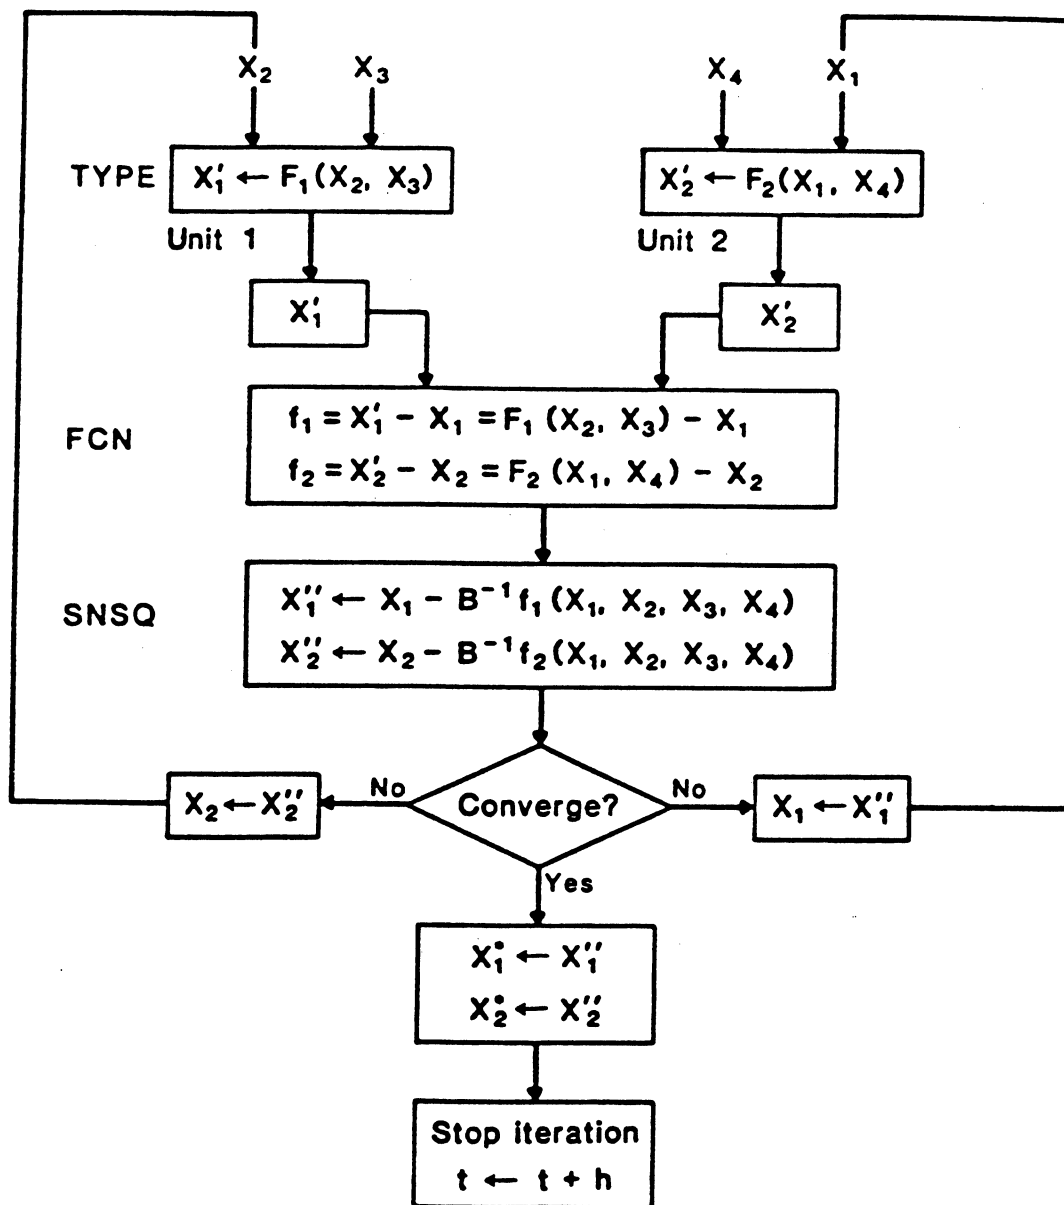 X₂ X₃ X₄ X₁
TYPE X₁′ ← F₁(X₂, X₃) X₂′ ← F₂(X₁, X₄)
Unit 1 Unit 2
X₁′ X₂′
f₁ = X₁′ − X₁ = F₁ (X₂, X₃) − X₁
FCN
f₂ = X₂′ − X₂ = F₂ (X₁, X₄) − X₂
X₁″ ← X₁ − B⁻¹ f₁ (X₁, X₂, X₃, X₄)
SNSQ
X₂″ ← X₂ − B⁻¹ f₂ (X₁, X₂, X₃, X₄)
X₂ ← X₂″ No Converge? No X₁ ← X₁″
Yes
X₁• ← X₁″
X₂• ← X₂″
Stop iteration
t ← t + h